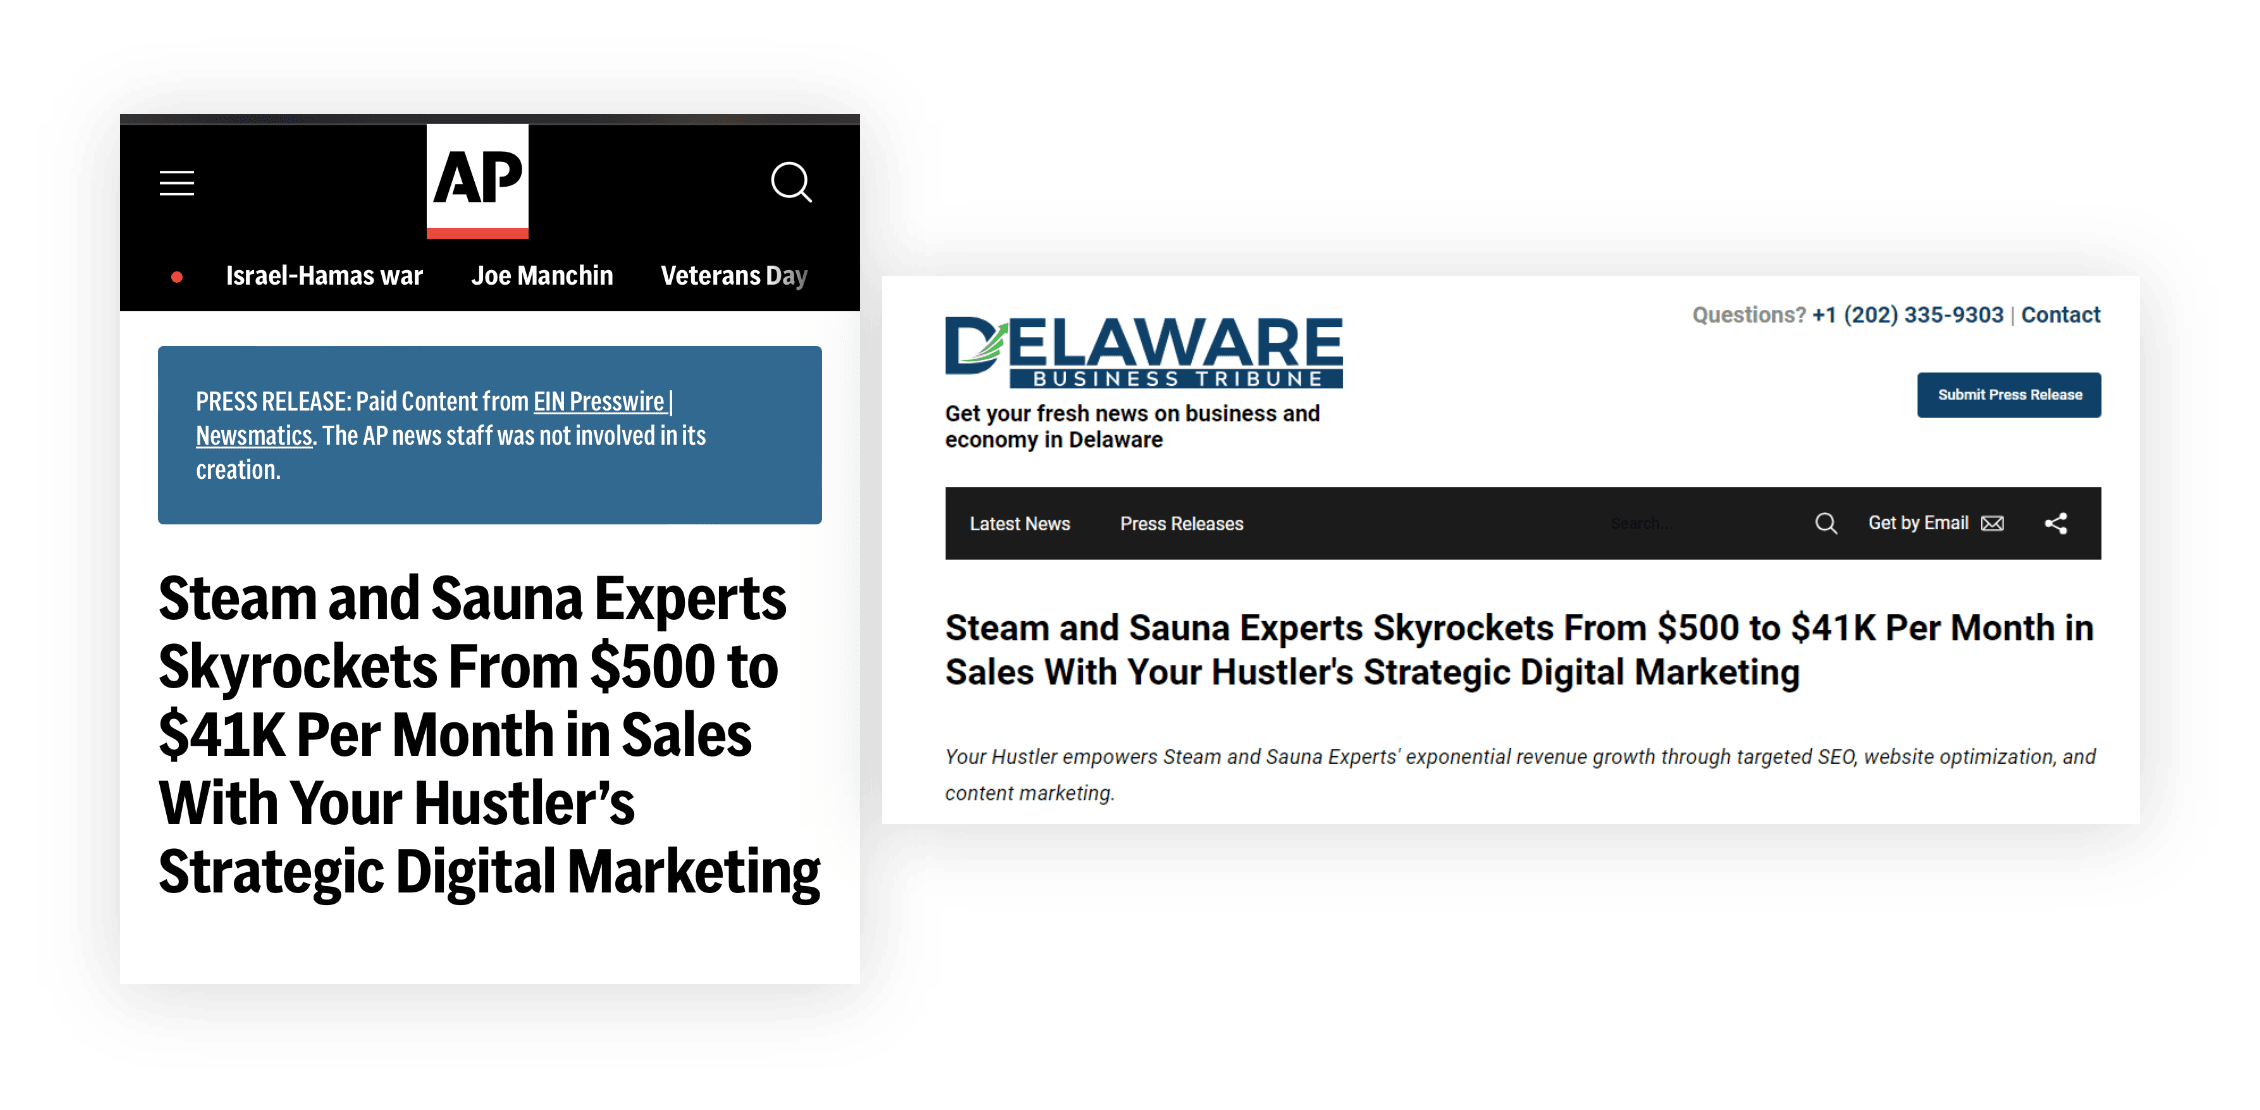 AP
Israel-Hamas war Joe Manchin Veterans Day
PRESS RELEASE: Paid Content from EIN Presswire |
Newsmatics. The AP news staff was not involved in its
creation.
Steam and Sauna Experts
Skyrockets From $500 to
$41K Per Month in Sales
With Your Hustler’s
Strategic Digital Marketing
DELAWARE
BUSINESS TRIBUNE
Get your fresh news on business and
economy in Delaware
Questions? +1 (202) 335-9303 | Contact
Submit Press Release
Latest News Press Releases Search... Get by Email
Steam and Sauna Experts Skyrockets From $500 to $41K Per Month in
Sales With Your Hustler's Strategic Digital Marketing
Your Hustler empowers Steam and Sauna Experts' exponential revenue growth through targeted SEO, website optimization, and
content marketing.